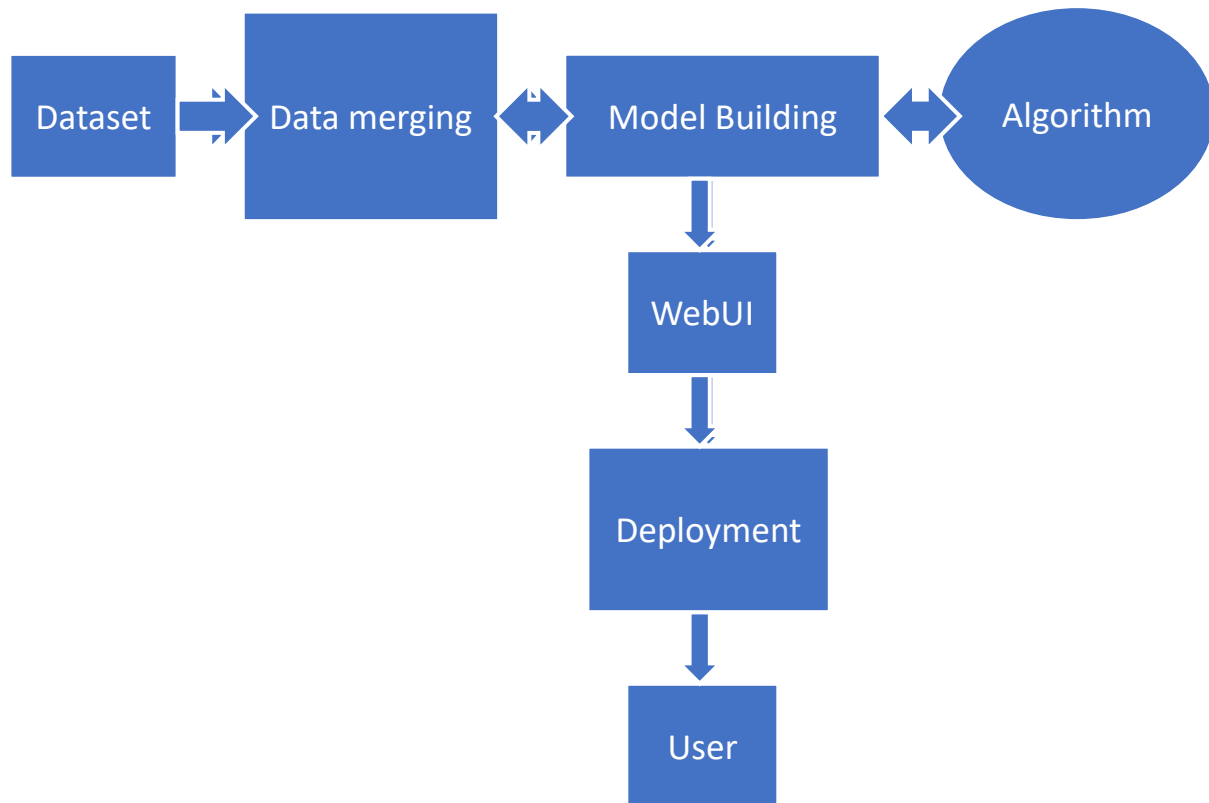 Dataset
Data merging
Model Building
Algorithm
WebUI
Deployment
User